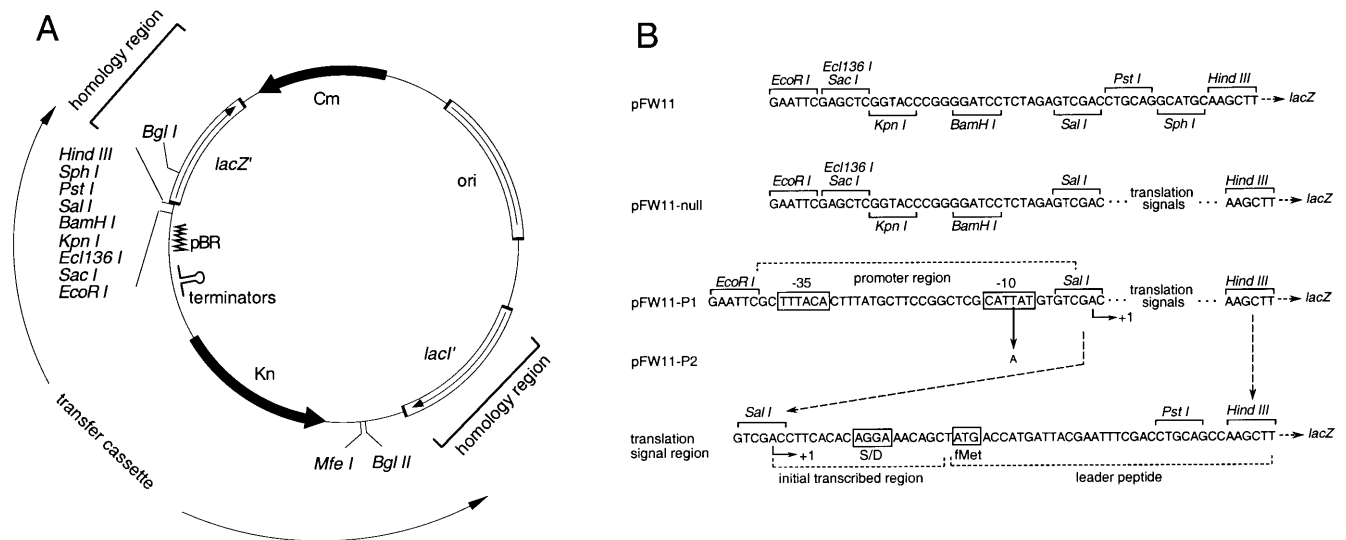 A
homology region
Cm
Bgl I
lacZ'
ori
Hind III
Sph I
Pst I
Sal I
BamH I
Kpn I
Ecl136 I
Sac I
EcoR I
pBR
terminators
Kn
lacI'
homology region
transfer cassette
Mfe I
Bgl II
B
Ecl136 I
EcoR I Sac I Pst I Hind III
pFW11 GAATTCGAGCTCGGTACCCGGGGATCCTCTAGAGTCGACCTGCAGGCATGCAAGCTT lacZ
Kpn I BamH I Sal I Sph I
Ecl136 I
EcoR I Sac I Sal I translation signals Hind III
pFW11-null GAATTCGAGCTCGGTACCCGGGGATCCTCTAGAGTCGAC ··· ··· AAGCTT lacZ
Kpn I BamH I
promoter region
EcoR I -35 -10 Sal I translation signals Hind III
pFW11-P1 GAATTCGC TTTACA CTTTATGCTTCCGGCTCG CATTAT GTGTCGAC ··· ··· AAGCTT lacZ
+1
pFW11-P2 A
Sal I Pst I Hind III
translation signal region GTCGACCTTCACAC AGGA AACAGCT ATG ACCATGATTACGAATTTCGACCTGCAGCCAAGCTT lacZ
+1 S/D fMet
initial transcribed region leader peptide